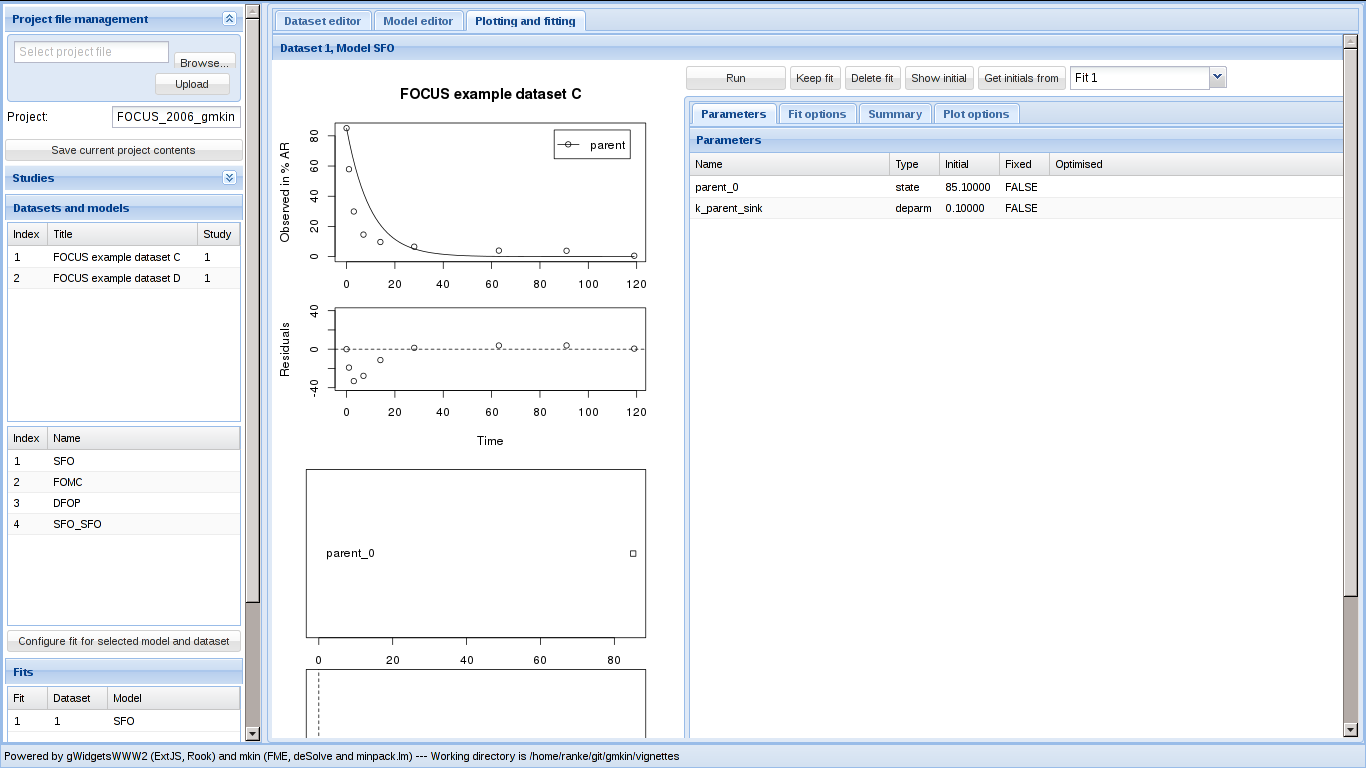 Project file management
Select project file
Browse...
Upload
Project:
FOCUS_2006_gmkin
Save current project contents
Studies
Datasets and models
Index Title Study
1 FOCUS example dataset C 1
2 FOCUS example dataset D 1
Index Name
1 SFO
2 FOMC
3 DFOP
4 SFO_SFO
Configure fit for selected model and dataset
Fits
Fit Dataset Model
1 1 SFO
Dataset editor Model editor Plotting and fitting
Dataset 1, Model SFO
FOCUS example dataset C
Observed in % AR
80
60
40
20
0
parent
0 20 40 60 80 100 120
Residuals
40
0
-40
0 20 40 60 80 100 120
Time
parent_0
0 20 40 60 80
Run Keep fit Delete fit Show initial Get initials from Fit 1
Parameters Fit options Summary Plot options
Parameters
Name Type Initial Fixed Optimised
parent_0 state 85.10000 FALSE
k_parent_sink deparm 0.10000 FALSE
Powered by gWidgetsWWW2 (ExtJS, Rook) and mkin (FME, deSolve and minpack.lm) --- Working directory is /home/ranke/git/gmkin/vignettes